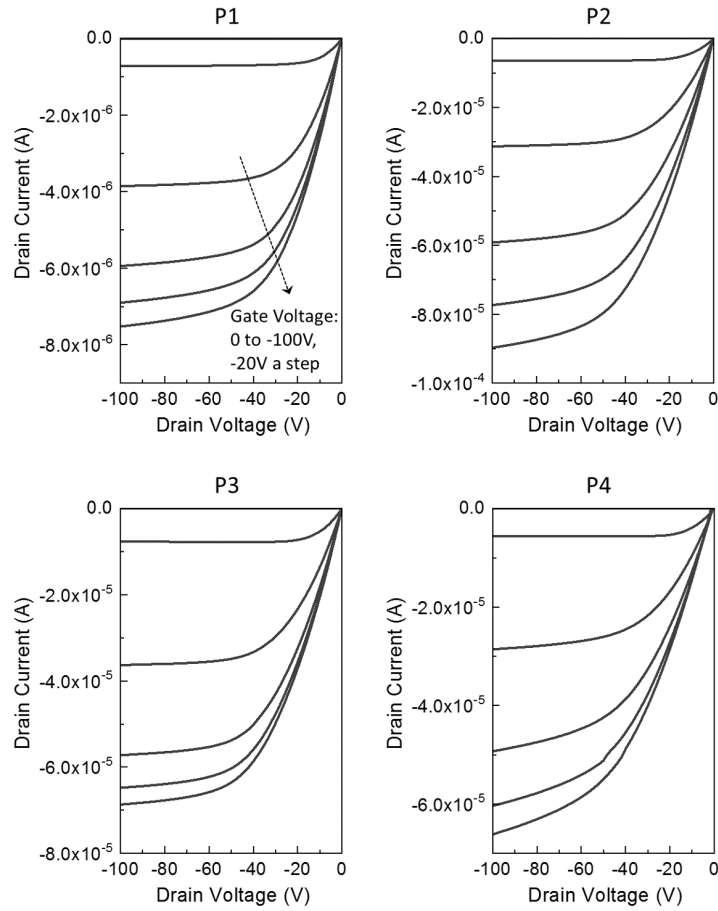 P1
0.0
-2.0x10⁻⁶
-4.0x10⁻⁶
-6.0x10⁻⁶
-8.0x10⁻⁶
Drain Current (A)
Gate Voltage:
0 to -100V,
-20V a step
-100 -80 -60 -40 -20 0
Drain Voltage (V)
P2
0.0
-2.0x10⁻⁵
-4.0x10⁻⁵
-6.0x10⁻⁵
-8.0x10⁻⁵
-1.0x10⁻⁴
Drain Current (A)
-100 -80 -60 -40 -20 0
Drain Voltage (V)
P3
0.0
-2.0x10⁻⁵
-4.0x10⁻⁵
-6.0x10⁻⁵
-8.0x10⁻⁵
Drain Current (A)
-100 -80 -60 -40 -20 0
Drain Voltage (V)
P4
0.0
-2.0x10⁻⁵
-4.0x10⁻⁵
-6.0x10⁻⁵
Drain Current (A)
-100 -80 -60 -40 -20 0
Drain Voltage (V)